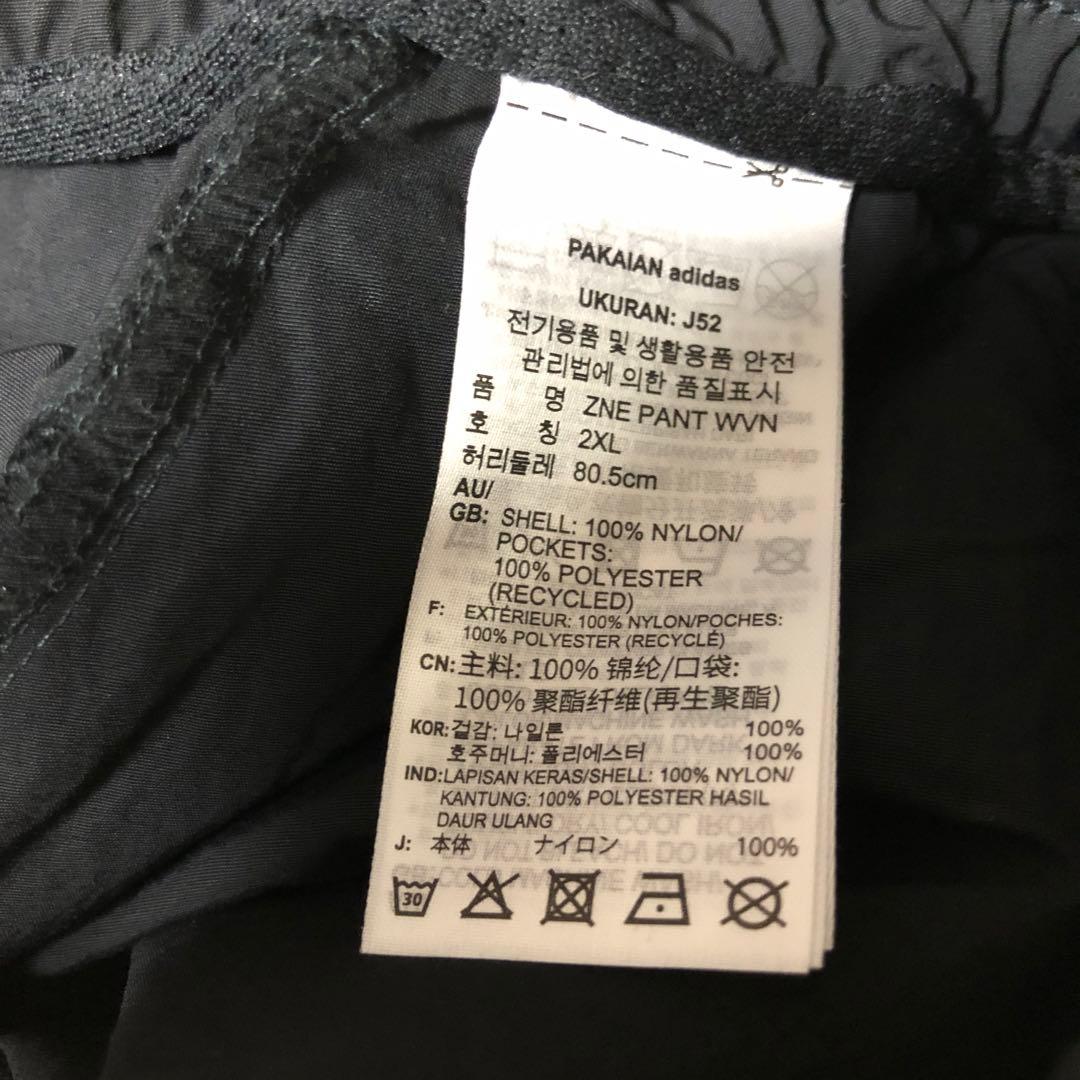 PAKAIAN adidas
UKURAN: J52
전기용품 및 생활용품 안전
관리법에 의한 품질표시
품 명 ZNE PANT WVN
호 칭 2XL
허리둘레 80.5cm
AU/
GB: SHELL: 100% NYLON/
POCKETS:
100% POLYESTER
(RECYCLED)
F: EXTÉRIEUR: 100% NYLON/POCHES:
100% POLYESTER (RECYCLÉ)
CN: 主料: 100% 锦纶/口袋:
100% 聚酯纤维(再生聚酯)
KOR: 겉감: 나일론 100%
호주머니: 폴리에스터 100%
IND: LAPISAN KERAS/SHELL: 100% NYLON/
KANTUNG: 100% POLYESTER HASIL
DAUR ULANG
J: 本体 ナイロン 100%
30